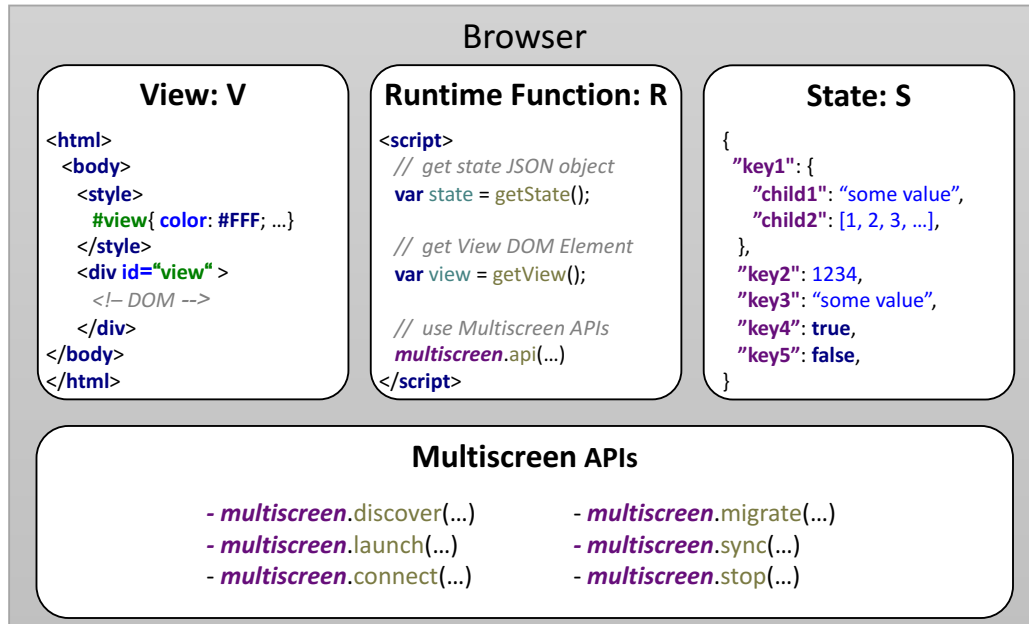 Browser
View: V
<html>
<body>
<style>
#view{ color: #FFF; …}
</style>
<div id=“view“ >
<!– DOM -->
</div>
</body>
</html>
Runtime Function: R
<script>
// get state JSON object
var state = getState();
// get View DOM Element
var view = getView();
// use Multiscreen APIs
multiscreen.api(…)
</script>
State: S
{
”key1": {
"child1": “some value”,
"child2": [1, 2, 3, …],
},
"key2": 1234,
"key3": “some value”,
”key4”: true,
”key5”: false,
}
Multiscreen APIs
- multiscreen.discover(…)
- multiscreen.launch(…)
- multiscreen.connect(…)
- multiscreen.migrate(…)
- multiscreen.sync(…)
- multiscreen.stop(…)